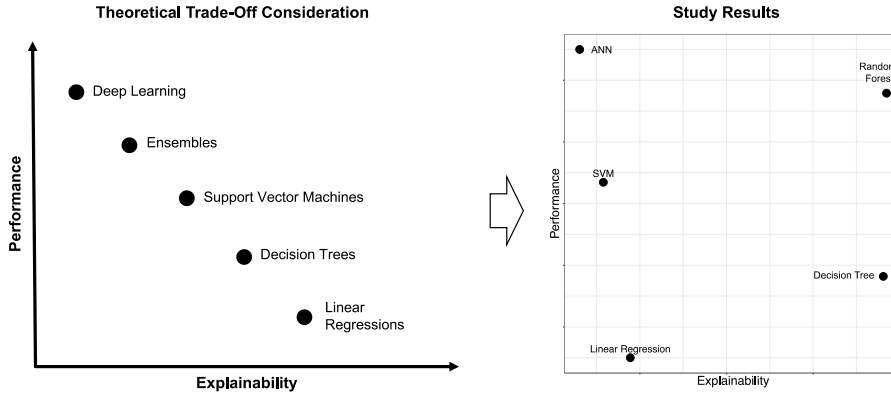 Theoretical Trade-Off Consideration
Performance
Deep Learning
Ensembles
Support Vector Machines
Decision Trees
Linear
Regressions
Explainability
Study Results
Performance
ANN
SVM
Decision Tree
Linear Regression
Explainability